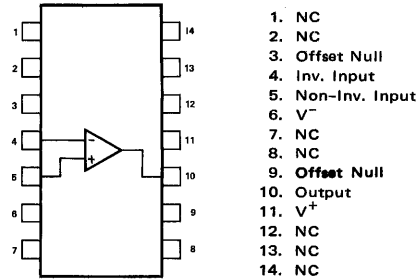 1
2
3
4
5
6
7
14
13
12
11
10
9
8
−
+
1. NC
2. NC
3. Offset Null
4. Inv. Input
5. Non-Inv. Input
6. V⁻
7. NC
8. NC
9. Offset Null
10. Output
11. V⁺
12. NC
13. NC
14. NC